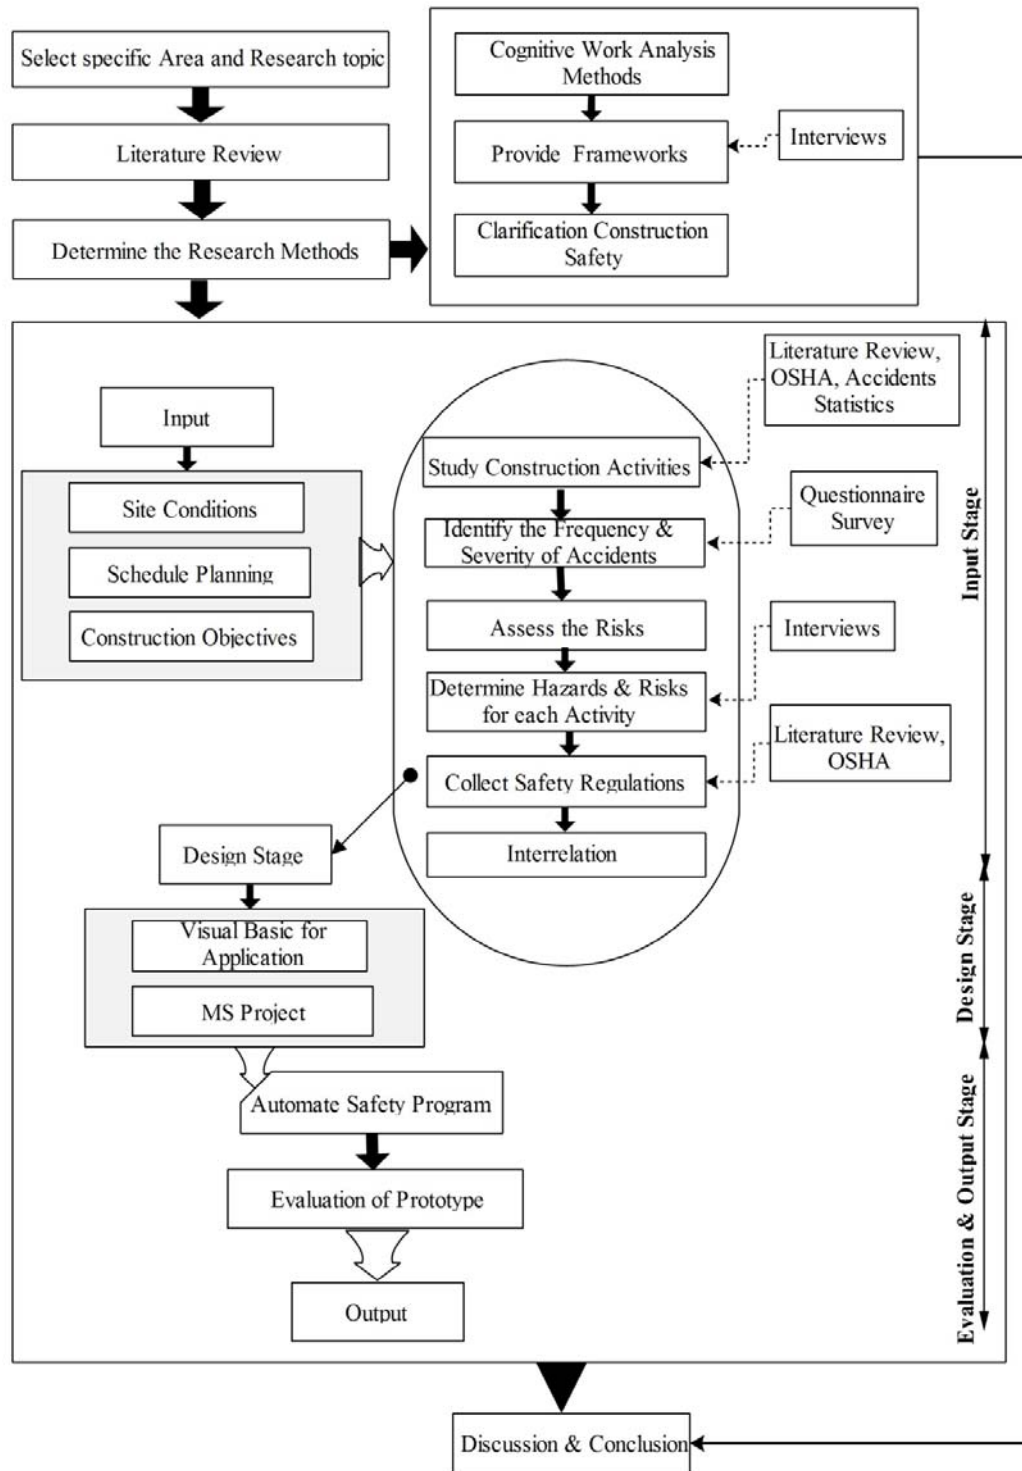 Select specific Area and Research topic
Literature Review
Determine the Research Methods
Cognitive Work Analysis
Methods
Provide Frameworks
Clarification Construction
Safety
Interviews
Input
Site Conditions
Schedule Planning
Construction Objectives
Study Construction Activities
Identify the Frequency &
Severity of Accidents
Assess the Risks
Determine Hazards & Risks
for each Activity
Collect Safety Regulations
Interrelation
Literature Review,
OSHA, Accidents
Statistics
Questionnaire
Survey
Interviews
Literature Review,
OSHA
Input Stage
Design Stage
Visual Basic for
Application
MS Project
Design Stage
Automate Safety Program
Evaluation of Prototype
Output
Evaluation & Output Stage
Discussion & Conclusion